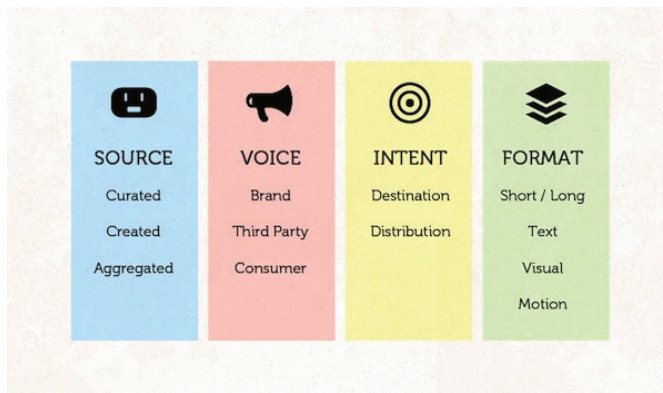 SOURCE
Curated
Created
Aggregated
VOICE
Brand
Third Party
Consumer
INTENT
Destination
Distribution
FORMAT
Short / Long
Text
Visual
Motion